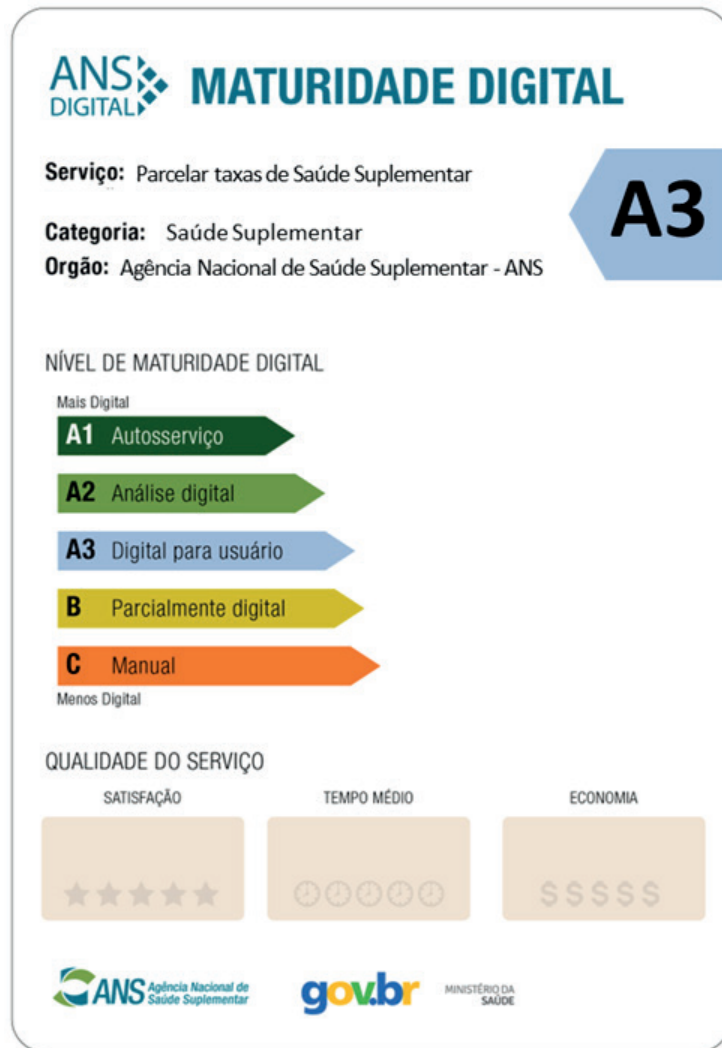 ANS
DIGITAL
MATURIDADE DIGITAL
Serviço: Parcelar taxas de Saúde Suplementar
A3
Categoria: Saúde Suplementar
Orgão: Agência Nacional de Saúde Suplementar - ANS
NÍVEL DE MATURIDADE DIGITAL
Mais Digital
A1 Autosserviço
A2 Análise digital
A3 Digital para usuário
B Parcialmente digital
C Manual
Menos Digital
QUALIDADE DO SERVIÇO
SATISFAÇÃO TEMPO MÉDIO ECONOMIA
$$$$$
ANS Agência Nacional de
Saúde Suplementar
gov.br
MINISTÉRIO DA
SAÚDE